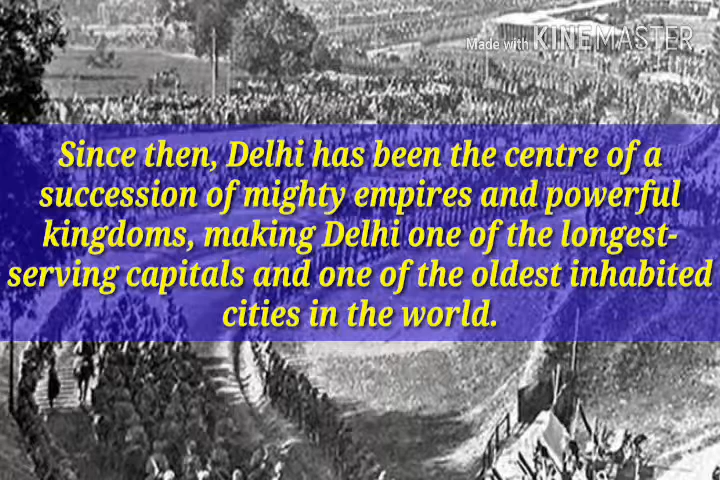 Made with KINEMASTER
Since then, Delhi has been the centre of a
succession of mighty empires and powerful
kingdoms, making Delhi one of the longest-
serving capitals and one of the oldest inhabited
cities in the world.